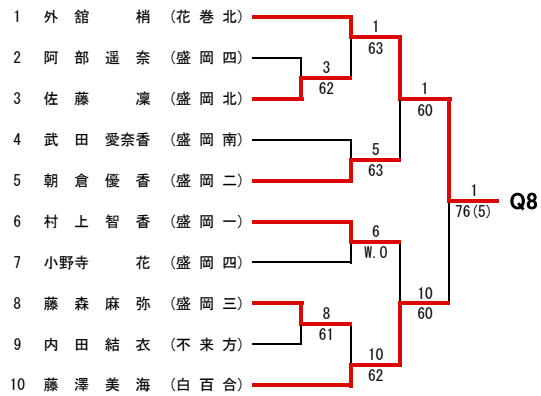 1 外舘 梢 (花巻北)
2 阿部遥奈 (盛岡四)
3 佐藤 凜 (盛岡北)
4 武田愛奈香 (盛岡南)
5 朝倉優香 (盛岡二)
6 村上智香 (盛岡一)
7 小野寺 花 (盛岡四)
8 藤森麻弥 (盛岡三)
9 内田結衣 (不来方)
10 藤澤美海 (白百合)
3
62
8
61
1
63
5
63
6
W.O
10
62
1
60
10
60
1
76(5)
Q8